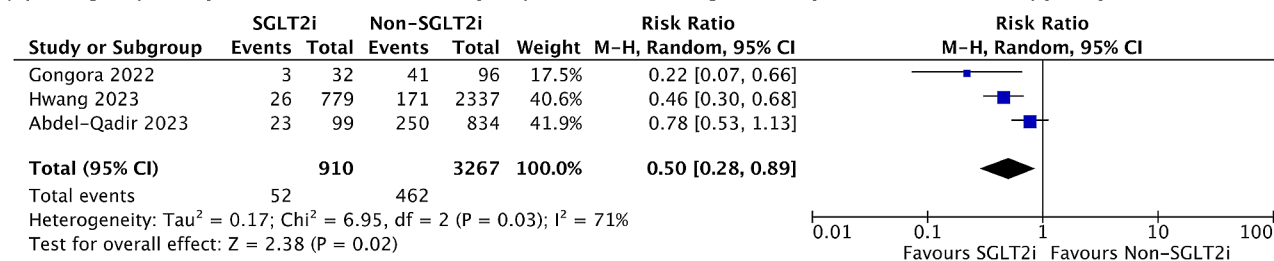 SGLT2i Non-SGLT2i Risk Ratio Risk Ratio
Study or Subgroup Events Total Events Total Weight M-H, Random, 95% CI M-H, Random, 95% CI
Gongora 2022 3 32 41 96 17.5% 0.22 [0.07, 0.66]
Hwang 2023 26 779 171 2337 40.6% 0.46 [0.30, 0.68]
Abdel-Qadir 2023 23 99 250 834 41.9% 0.78 [0.53, 1.13]
Total (95% CI) 910 3267 100.0% 0.50 [0.28, 0.89]
Total events 52 462
Heterogeneity: Tau² = 0.17; Chi² = 6.95, df = 2 (P = 0.03); I² = 71%
Test for overall effect: Z = 2.38 (P = 0.02)
0.01 0.1 1 10 100
Favours SGLT2i Favours Non-SGLT2i